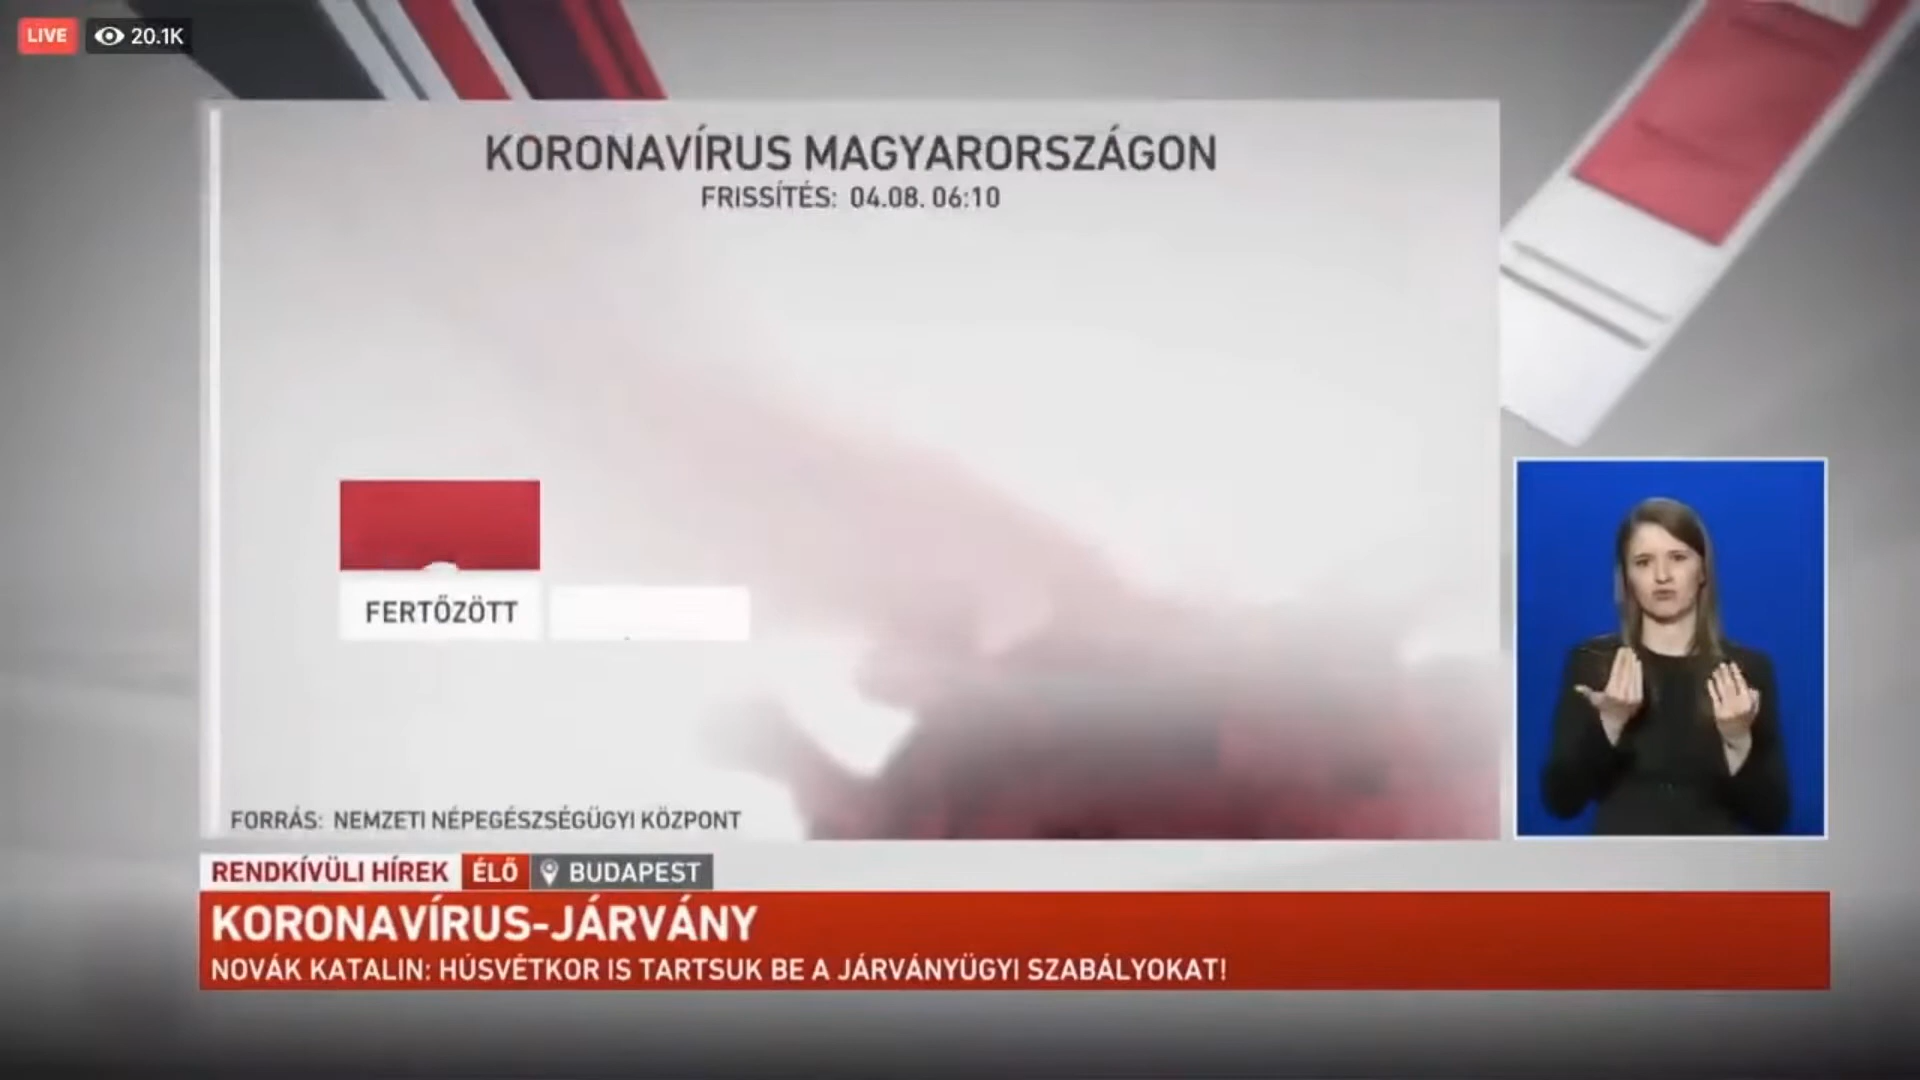 LIVE 20.1K
KORONAVÍRUS MAGYARORSZÁGON
FRISSÍTÉS: 04.08. 06:10
FERTŐZÖTT
FORRÁS: NEMZETI NÉPEGÉSZSÉGÜGYI KÖZPONT
RENDKÍVÜLI HÍREK ÉLŐ BUDAPEST
KORONAVÍRUS-JÁRVÁNY
NOVÁK KATALIN: HÚSVÉTKOR IS TARTSUK BE A JÁRVÁNYÜGYI SZABÁLYOKAT!